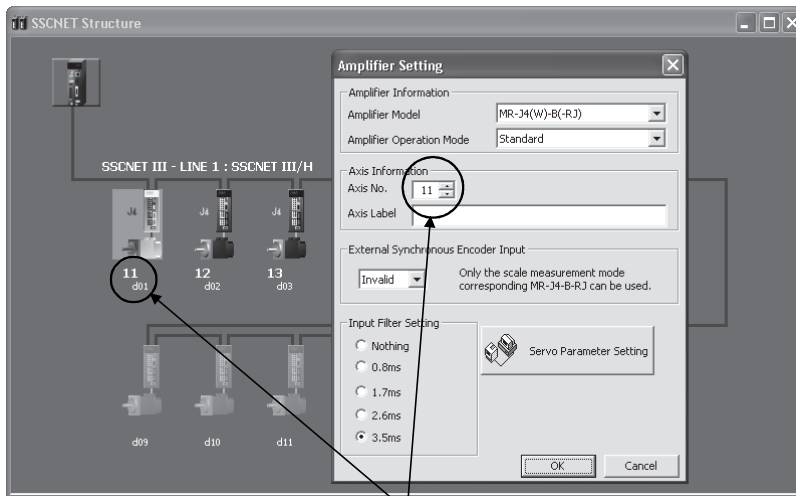 SSCNET Structure
SSCNET III - LINE 1 : SSCNET III/H
J4 J4 J4
11 12 13
d01 d02 d03
d09 d10 d11
Amplifier Setting
Amplifier Information
Amplifier Model MR-J4(W)-B(-RJ)
Amplifier Operation Mode Standard
Axis Information
Axis No. 11
Axis Label
External Synchronous Encoder Input
Invalid
Only the scale measurement mode
corresponding MR-J4-B-RJ can be used.
Input Filter Setting
Nothing
0.8ms
1.7ms
2.6ms
3.5ms
Servo Parameter Setting
OK Cancel